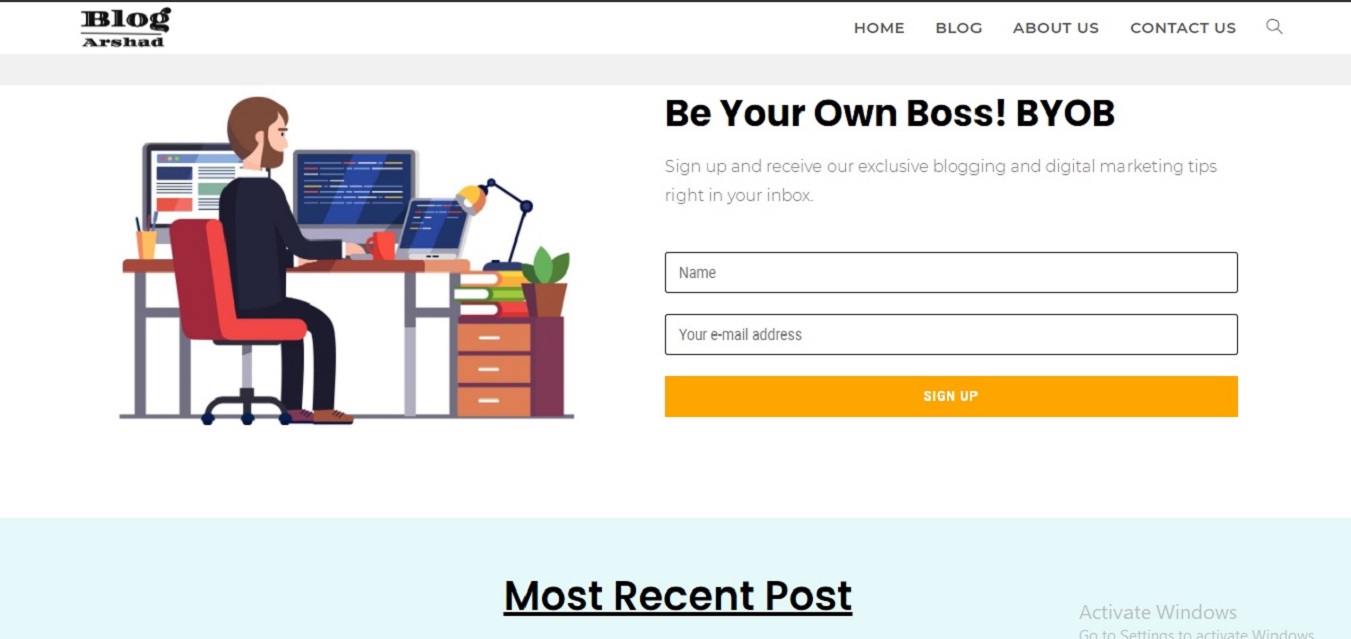 Blog
Arshad
HOME BLOG ABOUT US CONTACT US
Be Your Own Boss! BYOB
Sign up and receive our exclusive blogging and digital marketing tips
right in your inbox.
Name
Your e-mail address
SIGN UP
Most Recent Post
Activate Windows
Go to Settings to activate Windows.